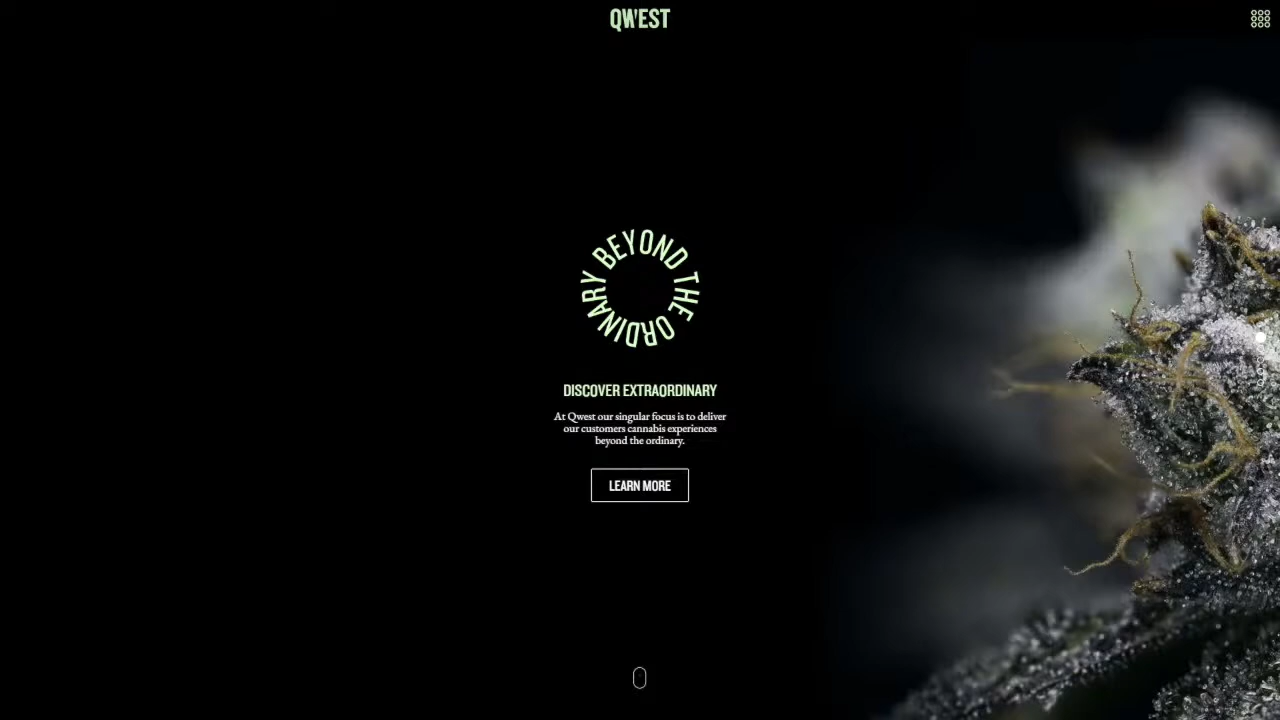 QWEST
BEYOND THE ORDINARY
DISCOVER EXTRAORDINARY
At Qwest our singular focus is to deliver
our customers cannabis experiences
beyond the ordinary.
LEARN MORE